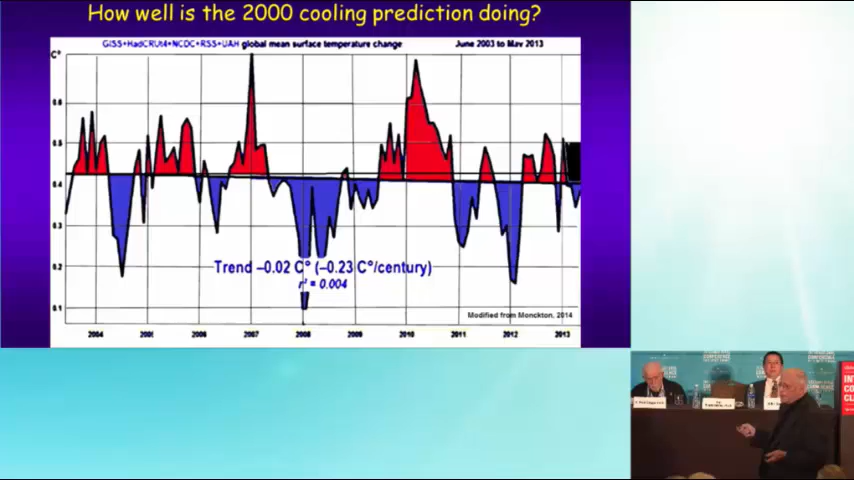 How well is the 2000 cooling prediction doing?
GISS+HadCRUt4+NCDC+RSS+UAH global mean surface temperature change
June 2003 to May 2013
C°
0.6
0.5
0.4
0.3
0.2
0.1
Trend –0.02 C° (–0.23 C°/century)
r² = 0.004
Modified from Monckton, 2014
2004
2006
2007
2008
2010
2011
2012
2013
CONFERENCE